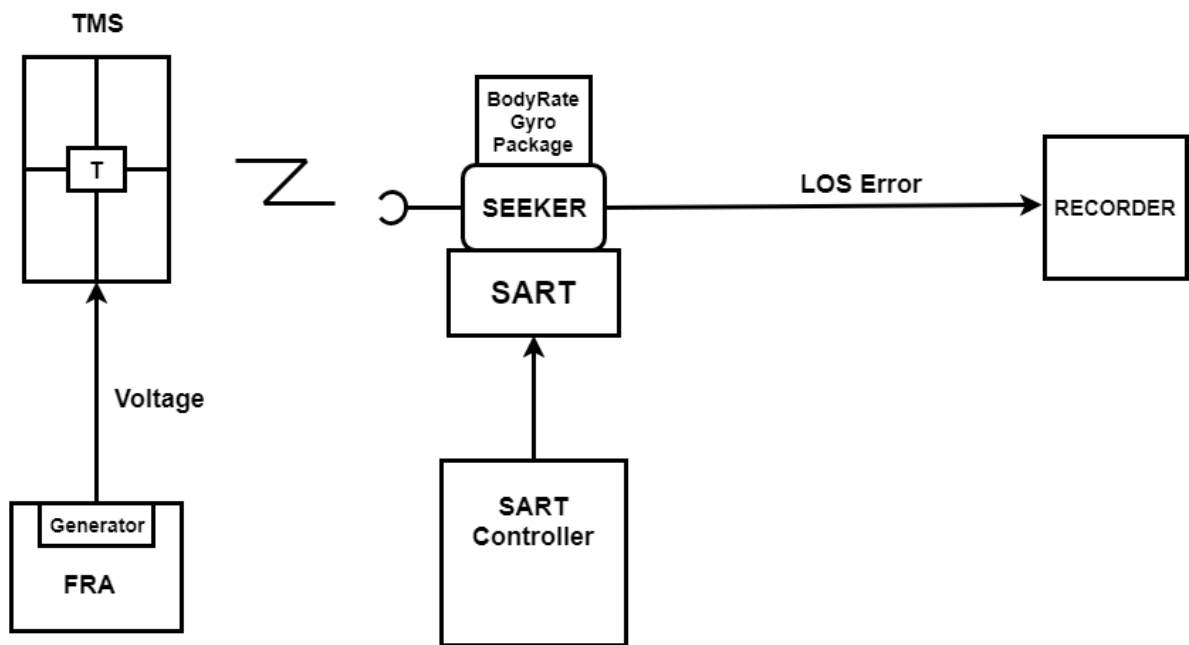 TMS
T
Voltage
Generator
FRA
BodyRate
Gyro
Package
SEEKER
SART
SART
Controller
LOS Error
RECORDER